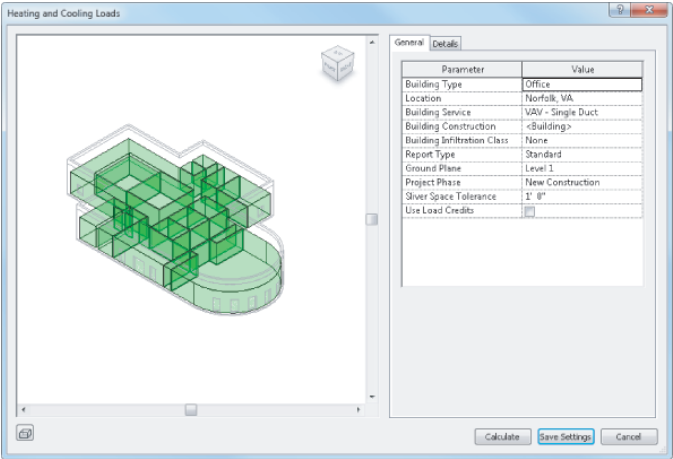 Heating and Cooling Loads
General Details
Parameter Value
Building Type Office
Location Norfolk, VA
Building Service VAV - Single Duct
Building Construction <Building>
Building Infiltration Class None
Report Type Standard
Ground Plane Level 1
Project Phase New Construction
Sliver Space Tolerance 1' 0"
Use Load Credits
Calculate Save Settings Cancel